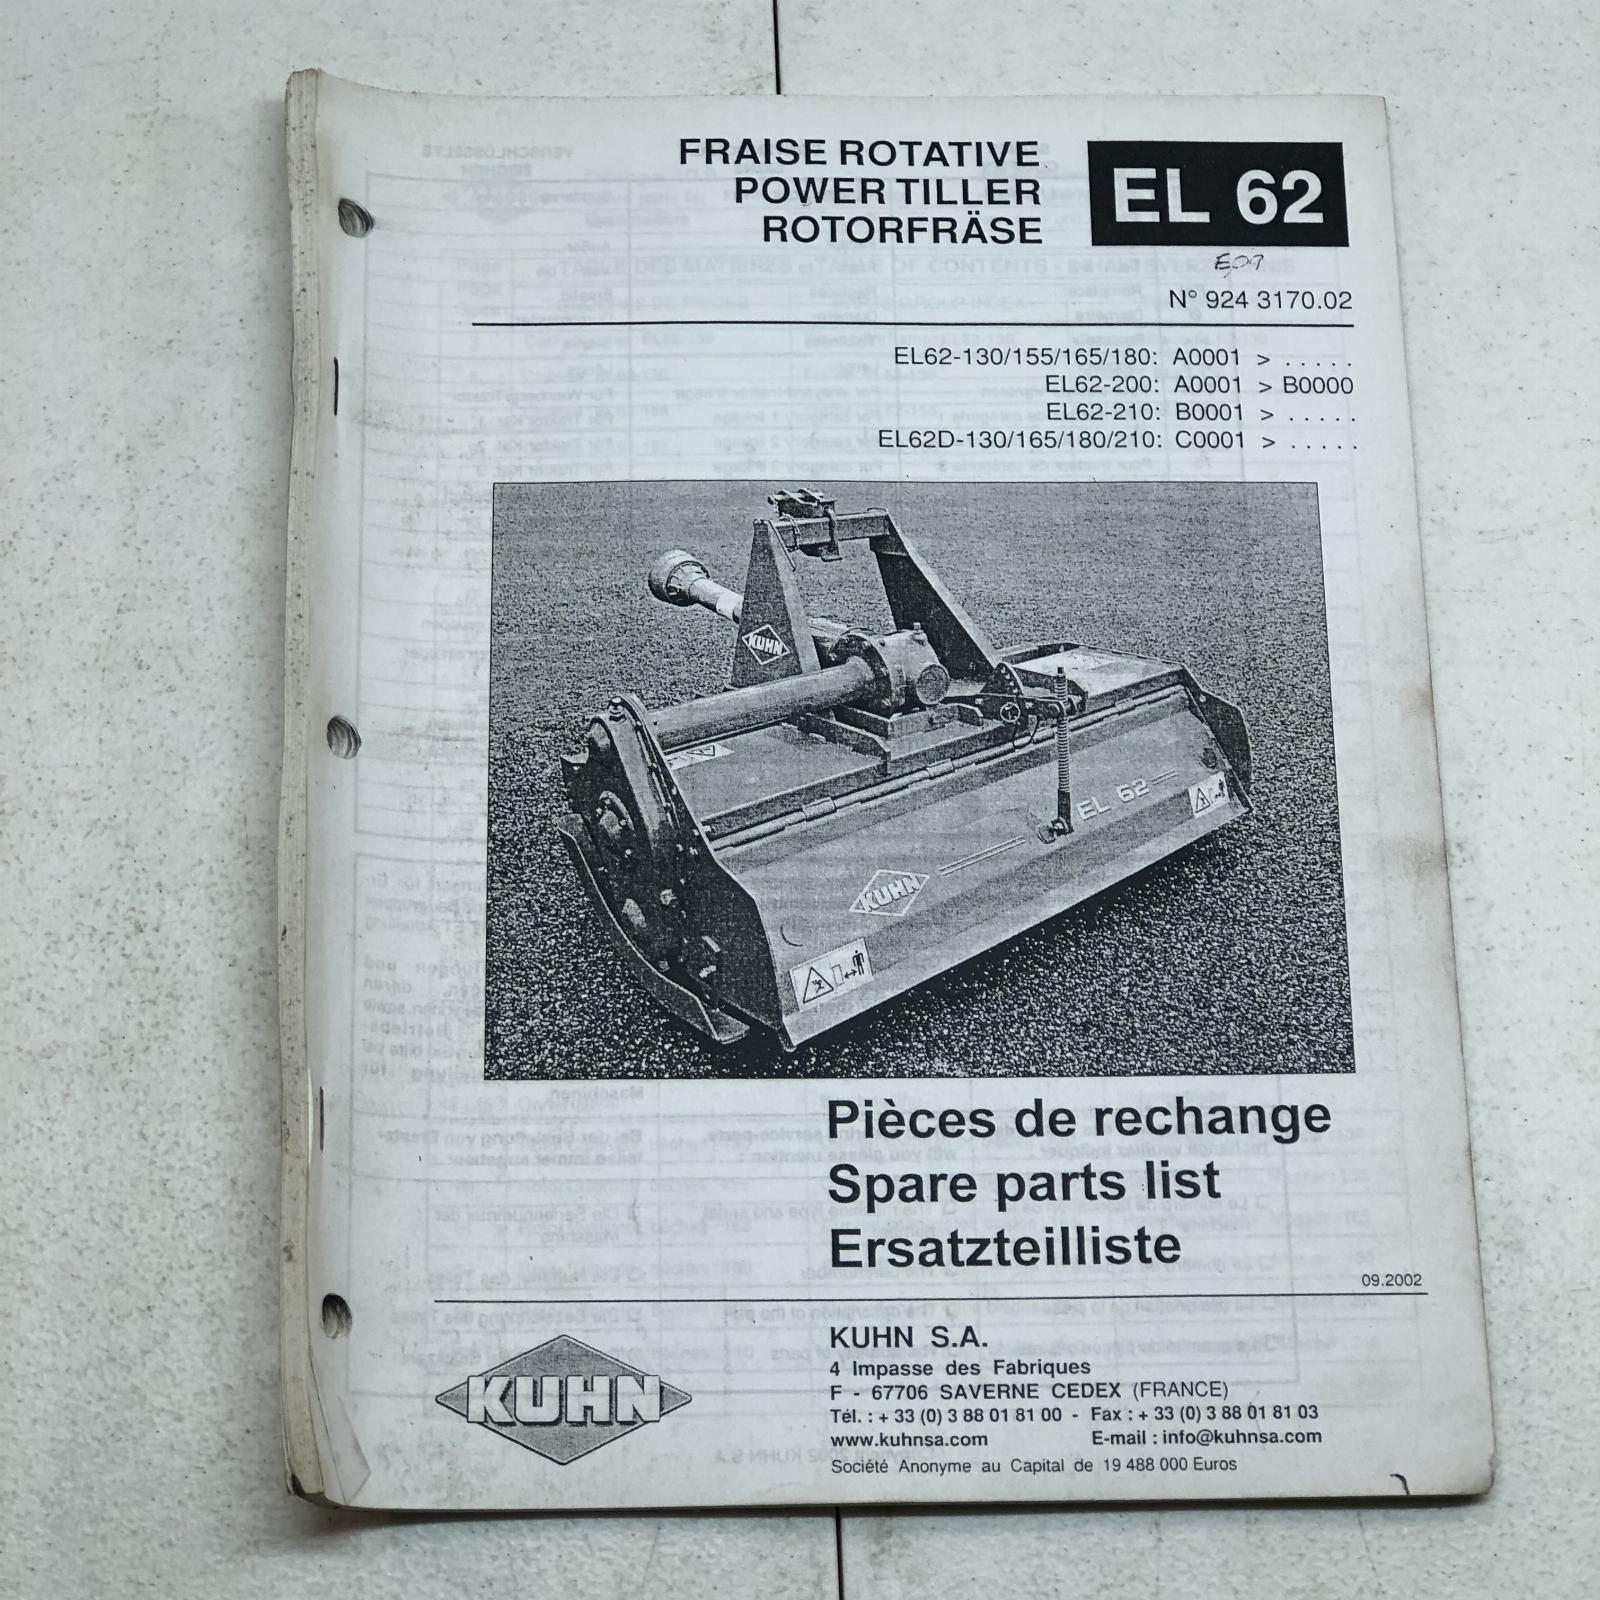 FRAISE ROTATIVE
POWER TILLER
ROTORFRÄSE
EL 62
E09
N° 924 3170.02
EL62-130/155/165/180: A0001 > . . . . .
EL62-200: A0001 > B0000
EL62-210: B0001 > . . . . .
EL62D-130/165/180/210: C0001 > . . . . .
KUHN
EL 62
KUHN
Pièces de rechange
Spare parts list
Ersatzteilliste
09.2002
KUHN
KUHN S.A.
4 Impasse des Fabriques
F - 67706 SAVERNE CEDEX (FRANCE)
Tél. : + 33 (0) 3 88 01 81 00 - Fax : + 33 (0) 3 88 01 81 03
www.kuhnsa.com E-mail : info@kuhnsa.com
Société Anonyme au Capital de 19 488 000 Euros